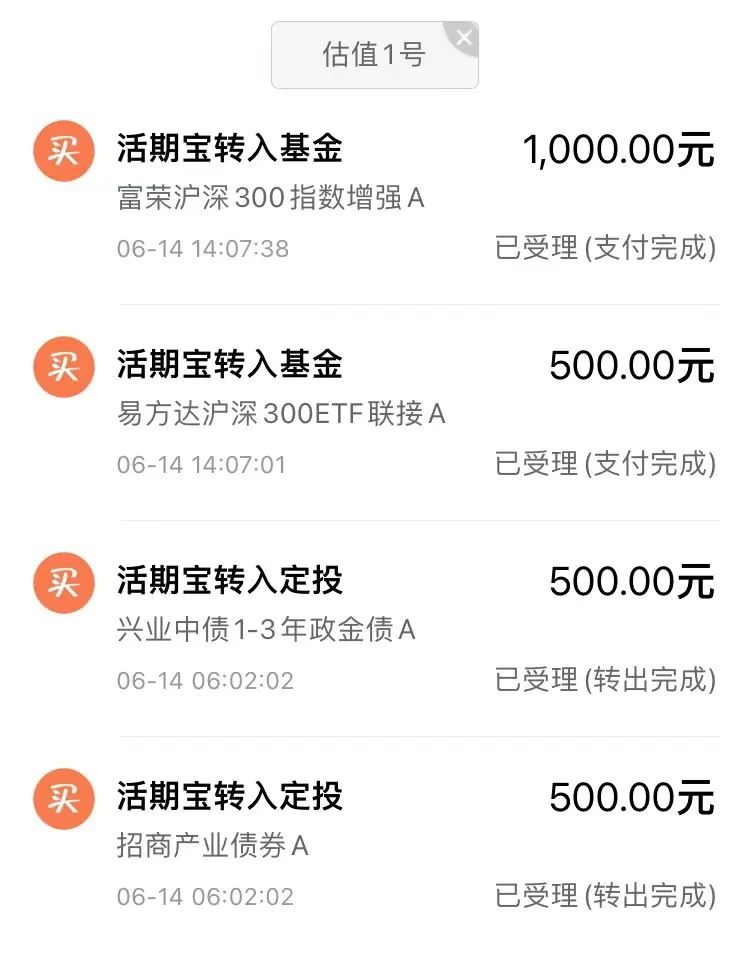 估值1号
买 活期宝转入基金 1,000.00元
富荣沪深300指数增强A
06-14 14:07:38 已受理(支付完成)
买 活期宝转入基金 500.00元
易方达沪深300ETF联接A
06-14 14:07:01 已受理(支付完成)
买 活期宝转入定投 500.00元
兴业中债1-3年政金债A
06-14 06:02:02 已受理(转出完成)
买 活期宝转入定投 500.00元
招商产业债券A
06-14 06:02:02 已受理(转出完成)